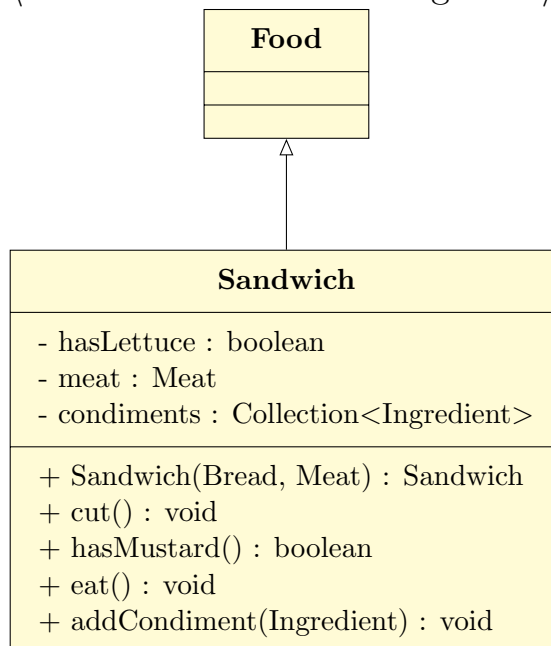 Food
Sandwich
- hasLettuce : boolean
- meat : Meat
- condiments : Collection<Ingredient>
+ Sandwich(Bread, Meat) : Sandwich
+ cut() : void
+ hasMustard() : boolean
+ eat() : void
+ addCondiment(Ingredient) : void